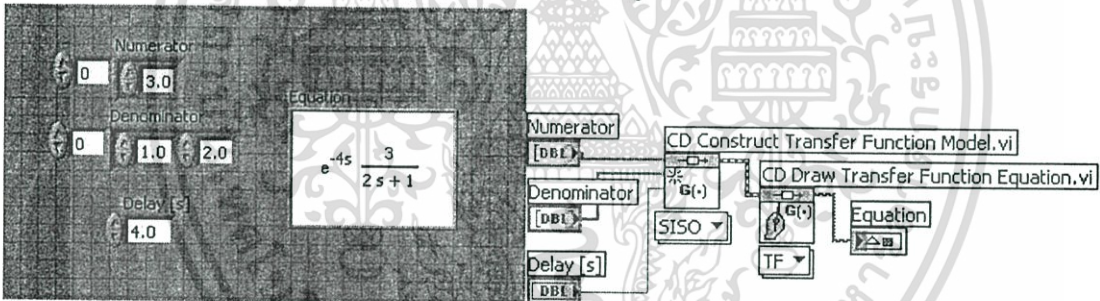 Numerator
0 3.0
Denominator
0 1.0 2.0
Delay [s]
4.0
Equation
e^-4s 3
2 s + 1
Numerator
[DBL]
Denominator
[DBL]
Delay [s]
DBL
CD Construct Transfer Function Model.vi
G(·)
SISO
CD Draw Transfer Function Equation.vi
G(·)
TF
Equation